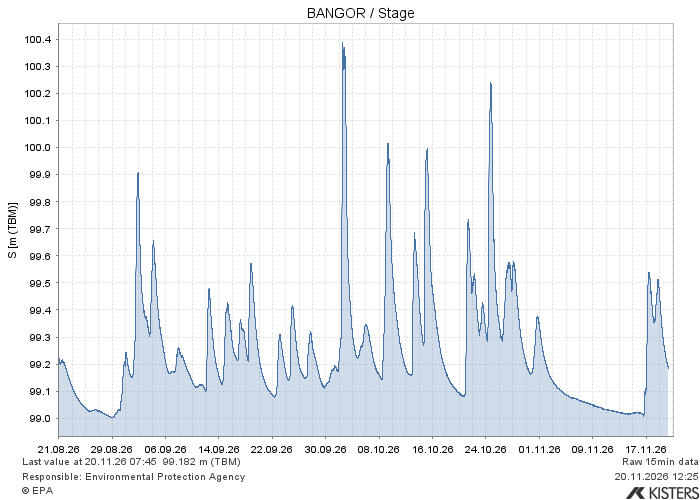 BANGOR / Stage
S [m (TBM)]
100.4
100.3
100.2
100.1
100.0
99.9
99.8
99.7
99.6
99.5
99.4
99.3
99.2
99.1
99.0
21.08.26 29.08.26 06.09.26 14.09.26 22.09.26 30.09.26 08.10.26 16.10.26 24.10.26 01.11.26 09.11.26 17.11.26
Last value at 20.11.26 07:45 99.182 m (TBM) Raw 15min data
Responsible: Environmental Protection Agency 20.11.2026 12:25
© EPA KISTERS